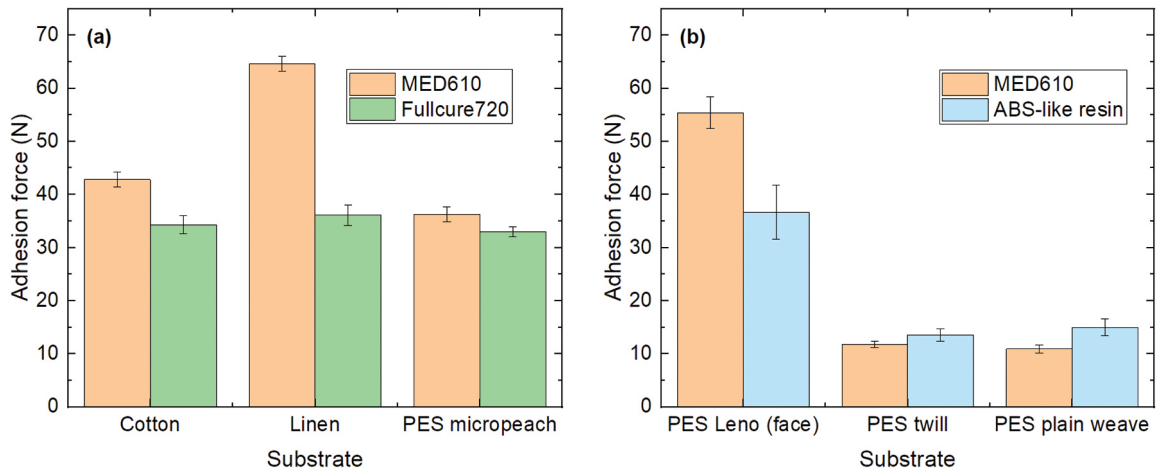 (a)
MED610
Fullcure720
Adhesion force (N)
70
60
50
40
30
20
10
0
Cotton
Linen
PES micropeach
Substrate
(b)
MED610
ABS-like resin
Adhesion force (N)
70
60
50
40
30
20
10
0
PES Leno (face)
PES twill
PES plain weave
Substrate